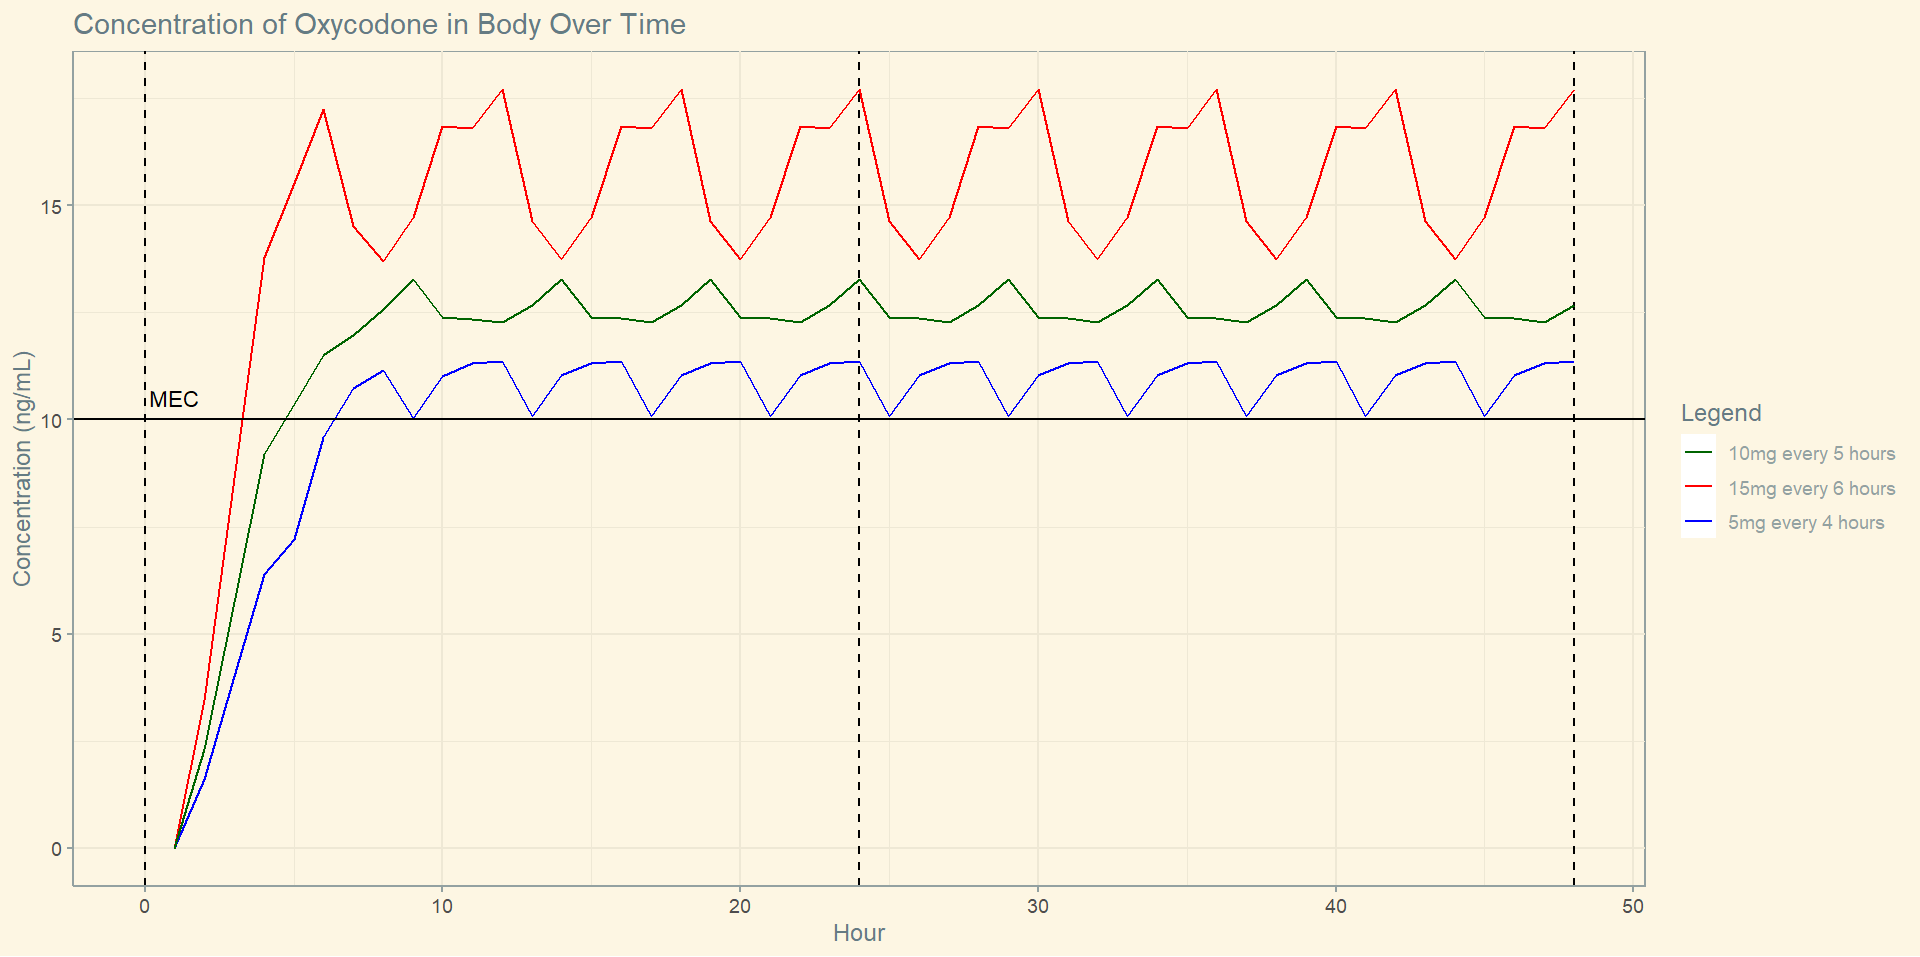 Concentration of Oxycodone in Body Over Time
Concentration (ng/mL)
15
10
5
0
MEC
0 10 20 30 40 50
Hour
Legend
10mg every 5 hours
15mg every 6 hours
5mg every 4 hours